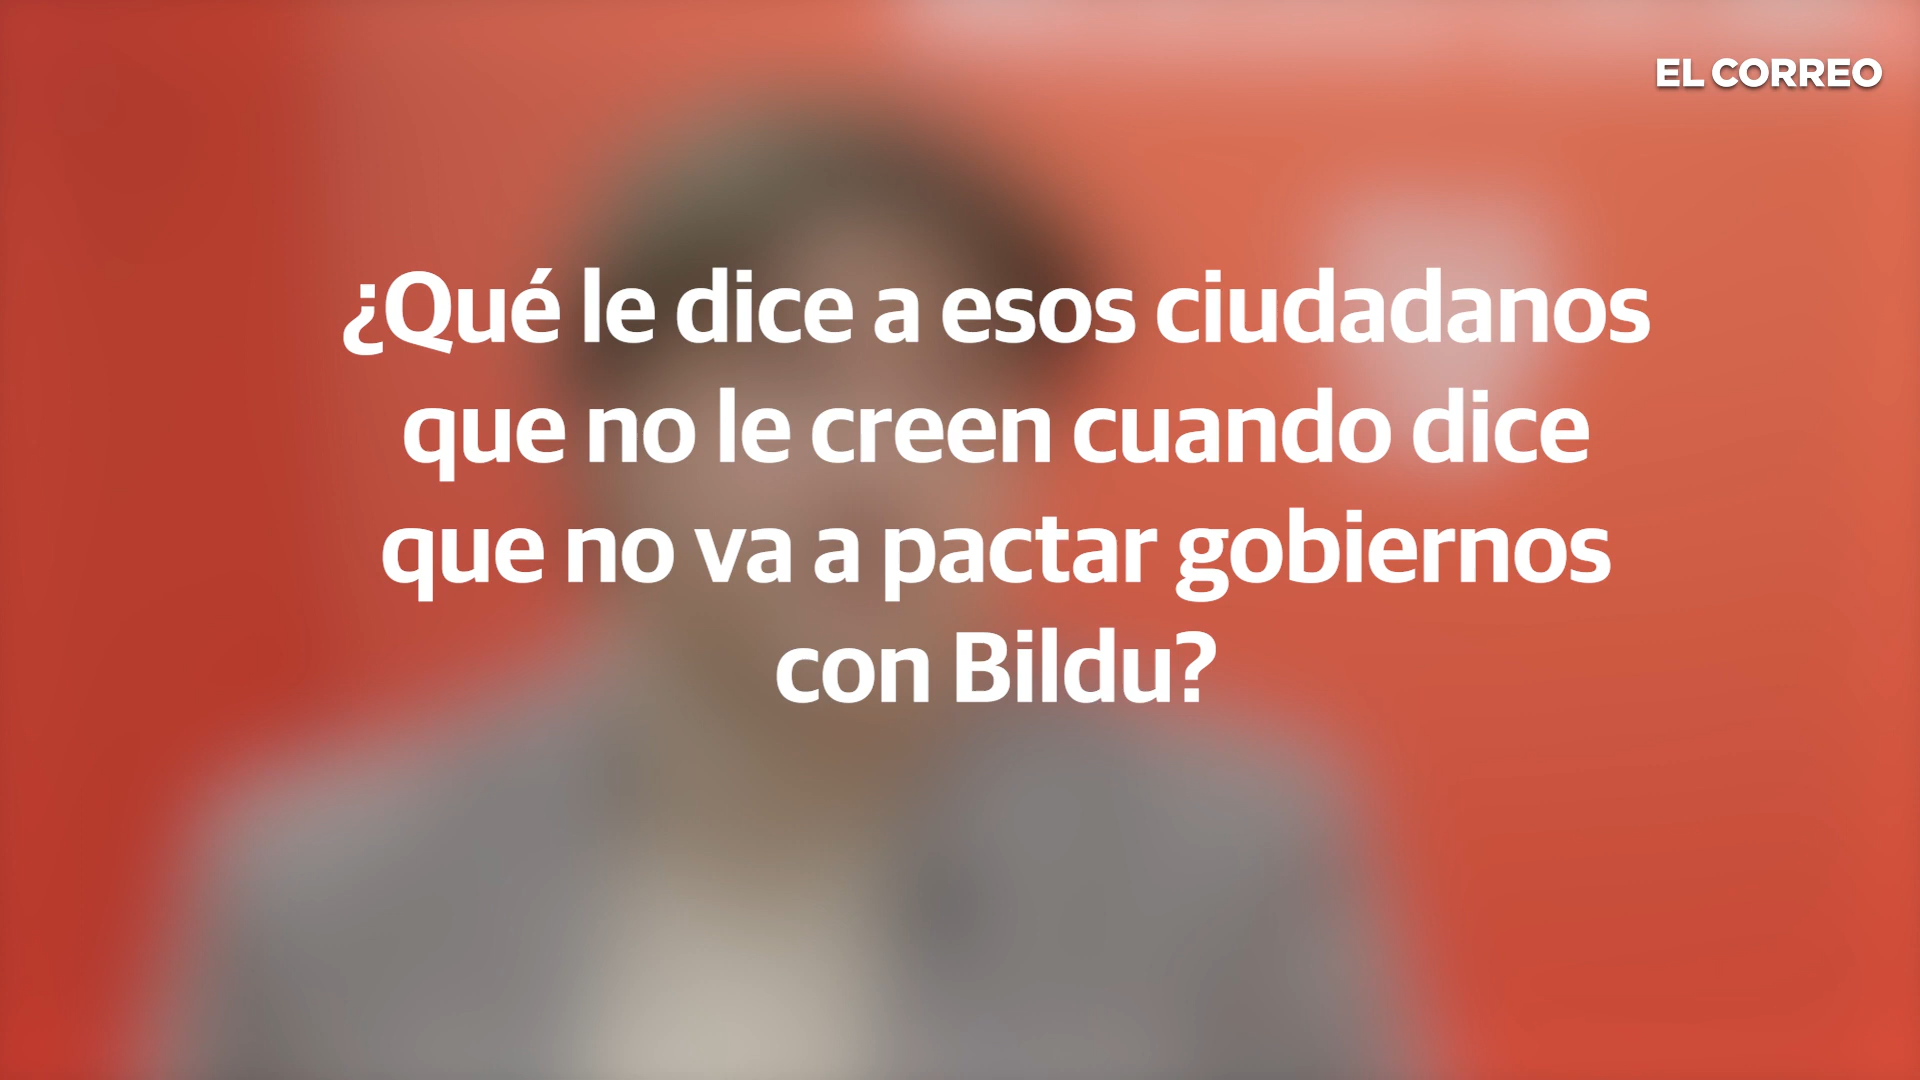 EL CORREO
¿Qué le dice a esos ciudadanos
que no le creen cuando dice
que no va a pactar gobiernos
con Bildu?